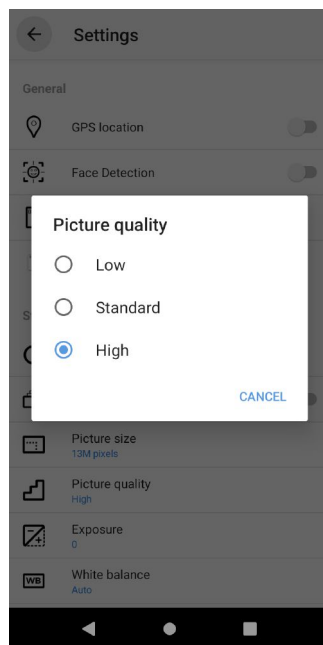 Settings
General
GPS location
Face Detection
Picture quality
Low
Standard
High
CANCEL
Picture size
13M pixels
Picture quality
High
Exposure
0
WB
White balance
Auto